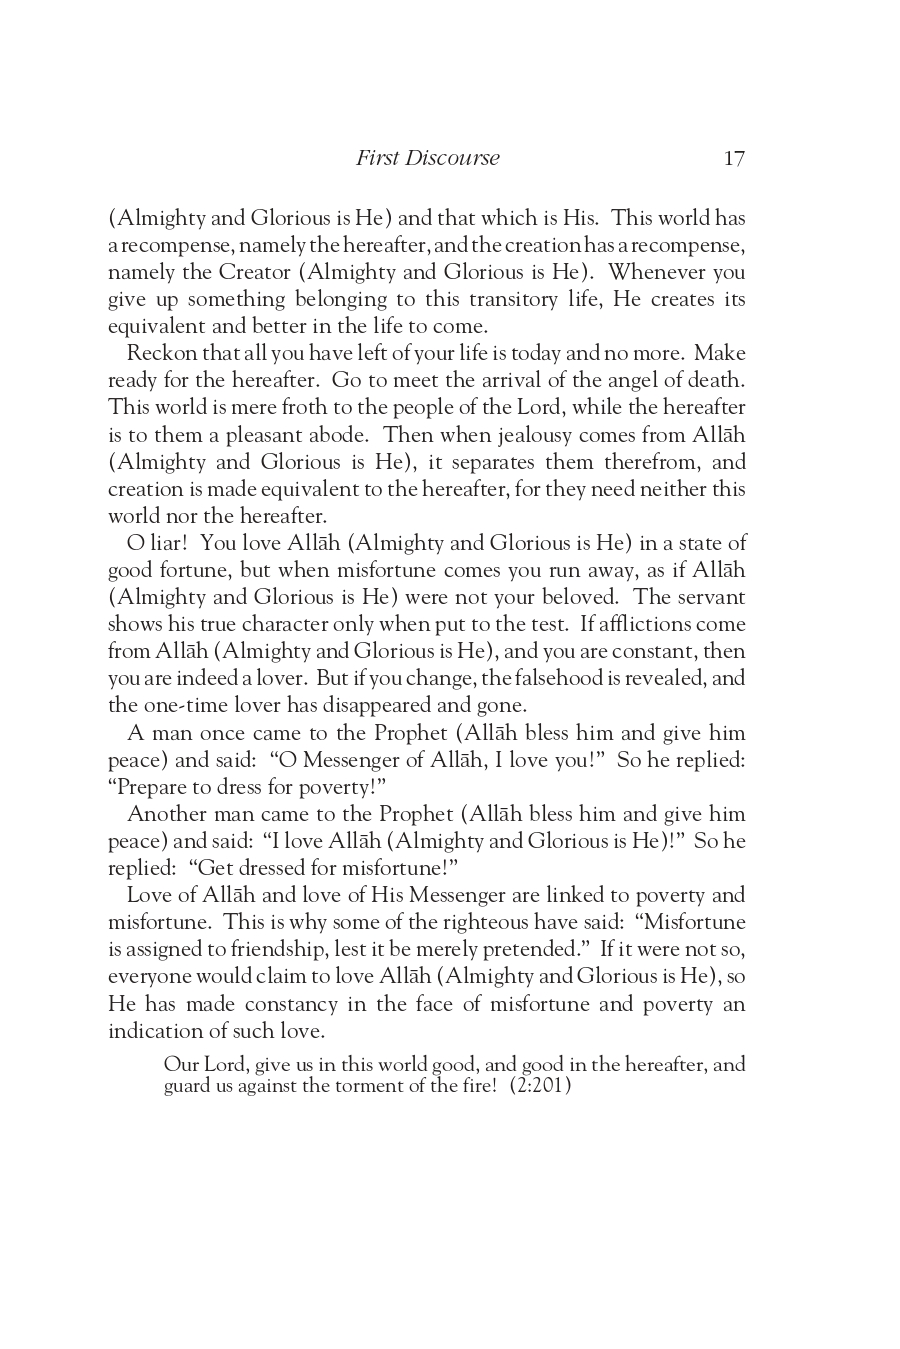 First Discourse 17
(Almighty and Glorious is He) and that which is His. This world has
a recompense, namely the hereafter, and the creation has a recompense,
namely the Creator (Almighty and Glorious is He). Whenever you
give up something belonging to this transitory life, He creates its
equivalent and better in the life to come.
Reckon that all you have left of your life is today and no more. Make
ready for the hereafter. Go to meet the arrival of the angel of death.
This world is mere froth to the people of the Lord, while the hereafter
is to them a pleasant abode. Then when jealousy comes from Allāh
(Almighty and Glorious is He), it separates them therefrom, and
creation is made equivalent to the hereafter, for they need neither this
world nor the hereafter.
O liar! You love Allāh (Almighty and Glorious is He) in a state of
good fortune, but when misfortune comes you run away, as if Allāh
(Almighty and Glorious is He) were not your beloved. The servant
shows his true character only when put to the test. If afflictions come
from Allāh (Almighty and Glorious is He), and you are constant, then
you are indeed a lover. But if you change, the falsehood is revealed, and
the one-time lover has disappeared and gone.
A man once came to the Prophet (Allāh bless him and give him
peace) and said: “O Messenger of Allāh, I love you!” So he replied:
“Prepare to dress for poverty!”
Another man came to the Prophet (Allāh bless him and give him
peace) and said: “I love Allāh (Almighty and Glorious is He)!” So he
replied: “Get dressed for misfortune!”
Love of Allāh and love of His Messenger are linked to poverty and
misfortune. This is why some of the righteous have said: “Misfortune
is assigned to friendship, lest it be merely pretended.” If it were not so,
everyone would claim to love Allāh (Almighty and Glorious is He), so
He has made constancy in the face of misfortune and poverty an
indication of such love.
Our Lord, give us in this world good, and good in the hereafter, and
guard us against the torment of the fire! (2:201)